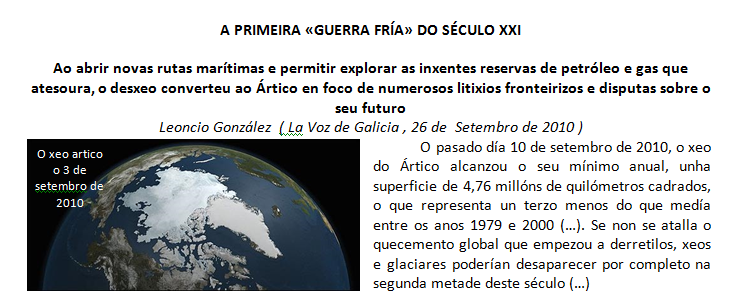 A PRIMEIRA «GUERRA FRÍA» DO SÉCULO XXI
Ao abrir novas rutas marítimas e permitir explorar as inxentes reservas de petróleo e gas que
atesoura, o desxeo converteu ao Ártico en foco de numerosos litixios fronteirizos e disputas sobre o
seu futuro
Leoncio González ( La Voz de Galicia , 26 de Setembro de 2010 )
O xeo artico
o 3 de
setembro de
2010
O pasado día 10 de setembro de 2010, o xeo
do Ártico alcanzou o seu mínimo anual, unha
superficie de 4,76 millóns de quilómetros cadrados,
o que representa un terzo menos do que medía
entre os anos 1979 e 2000 (…). Se non se atalla o
quecemento global que empezou a derretilos, xeos
e glaciares poderían desaparecer por completo na
segunda metade deste século (…)